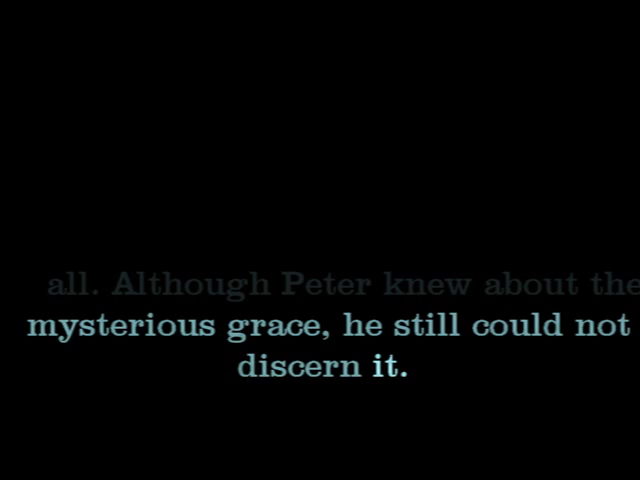 all. Although Peter knew about the
mysterious grace, he still could not
discern it.